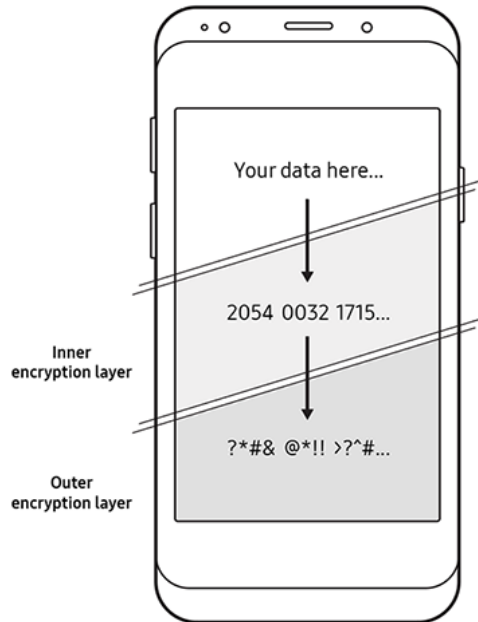 Your data here...
2054 0032 1715...
Inner
encryption layer
?*#& @*!! >?^#...
Outer
encryption layer